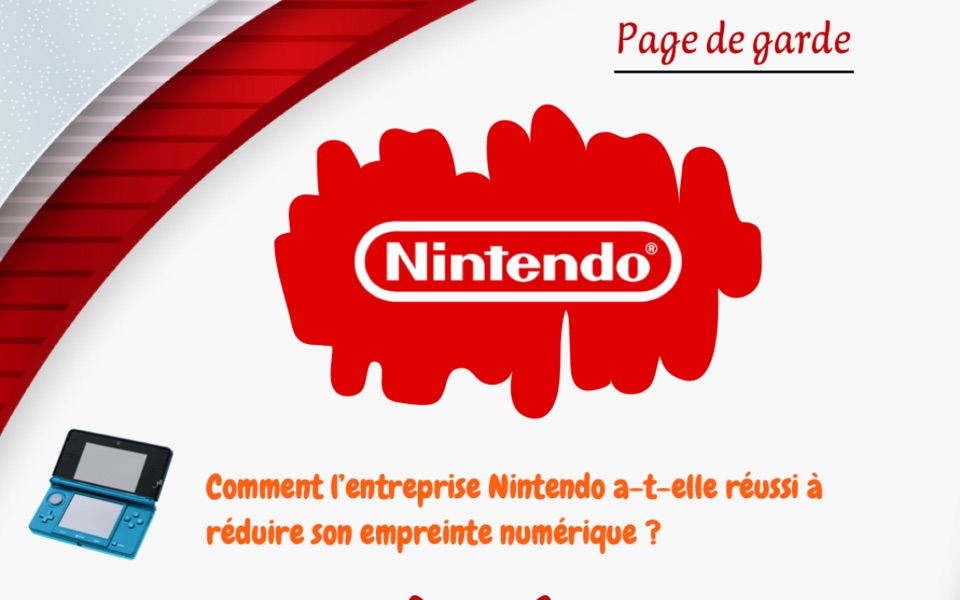 Page de garde
Nintendo®
Comment l'entreprise Nintendo a-t-elle réussi à
réduire son empreinte numérique ?